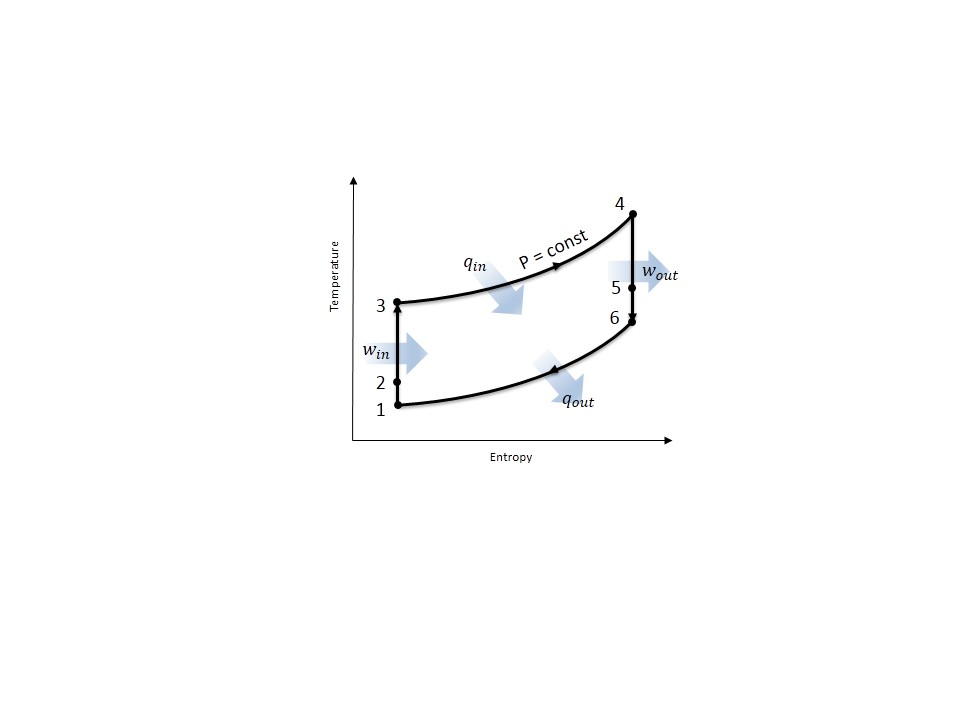 4
P = const
q_in
w_out
5
Temperature
3
6
w_in
2
q_out
1
Entropy